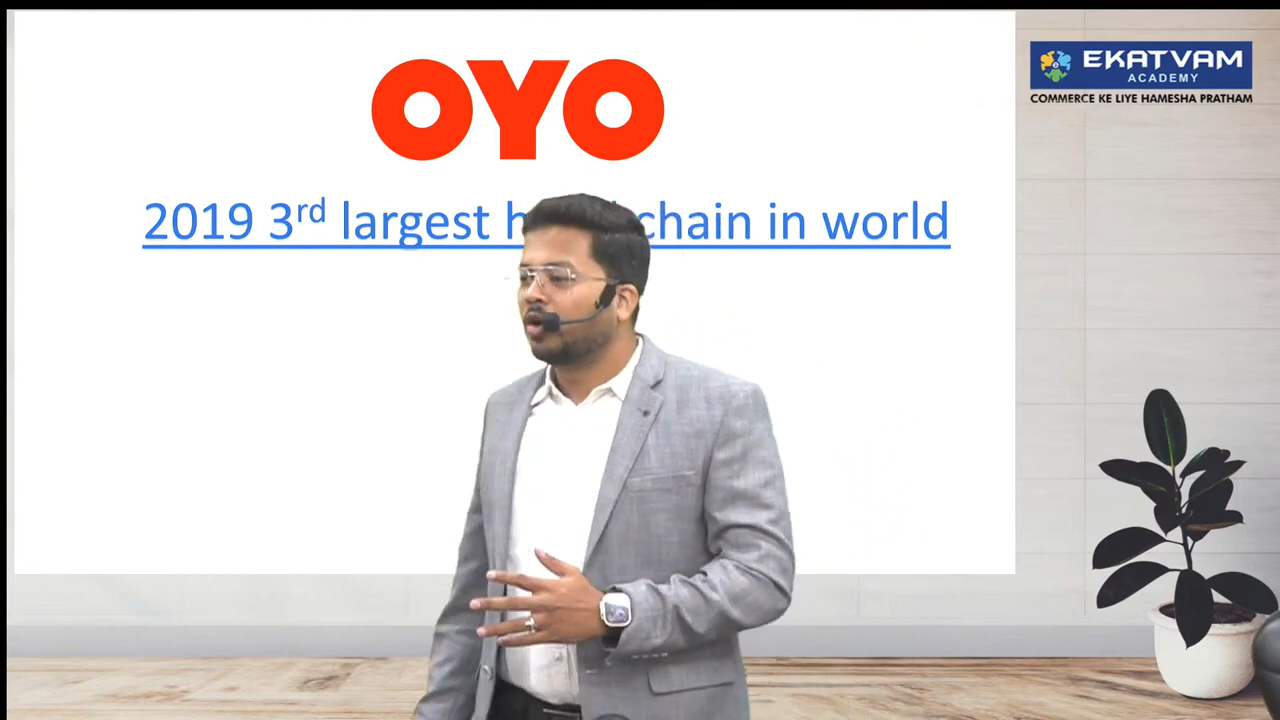 OYO
2019 3rd largest chain in world
EKATVAM
ACADEMY
COMMERCE KE LIYE HAMESHA PRATHAM